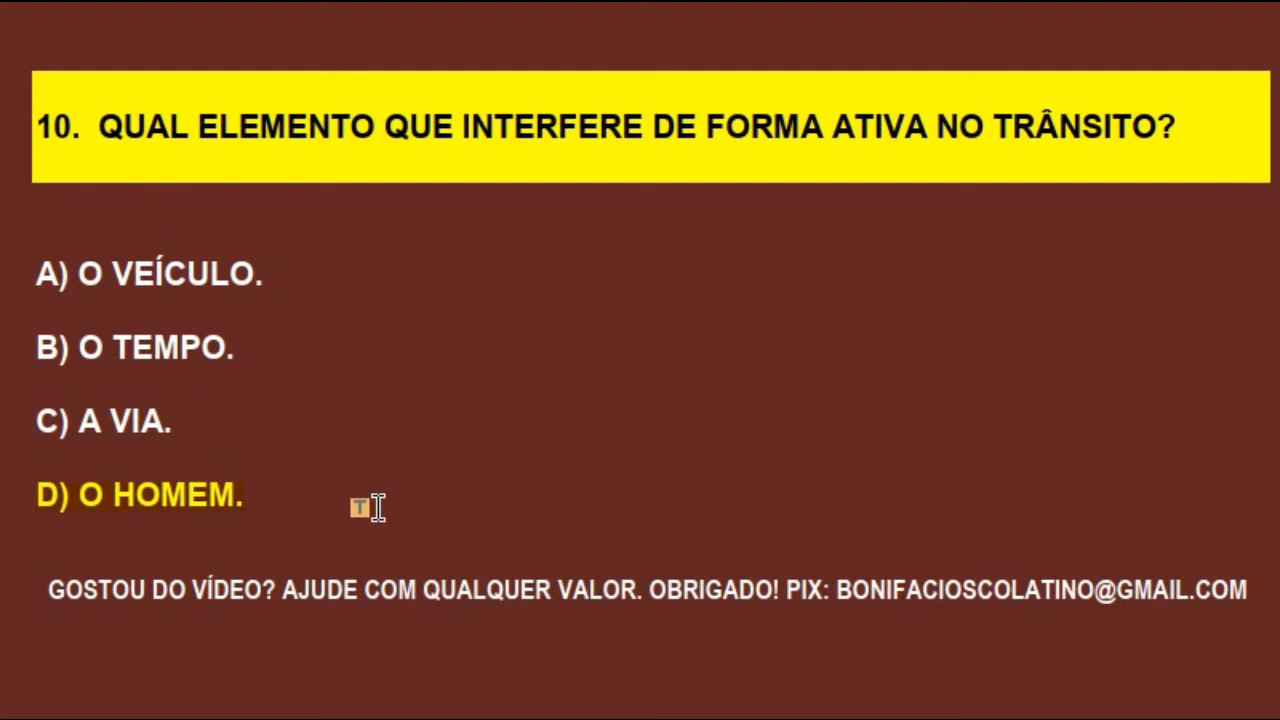 10. QUAL ELEMENTO QUE INTERFERE DE FORMA ATIVA NO TRÂNSITO?
A) O VEÍCULO.
B) O TEMPO.
C) A VIA.
D) O HOMEM.
T
GOSTOU DO VÍDEO? AJUDE COM QUALQUER VALOR. OBRIGADO! PIX: BONIFACIOSCOLATINO@GMAIL.COM